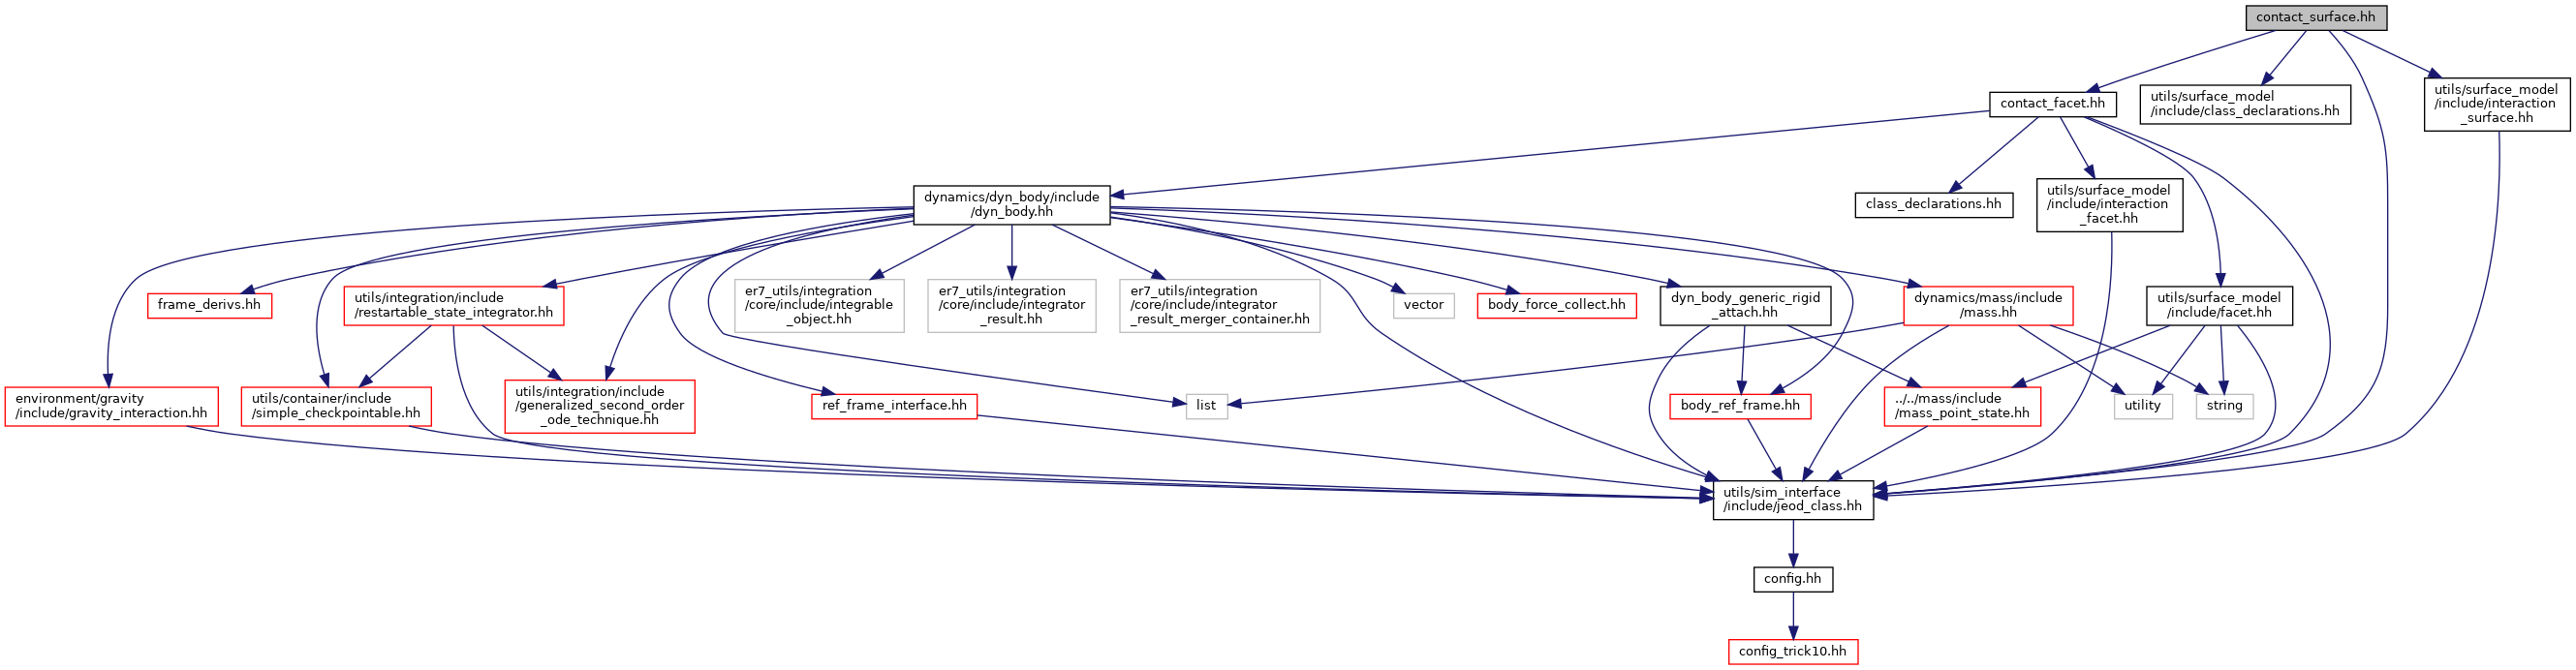 contact_surface.hh
utils/surface_model
/include/interaction
_surface.hh
utils/surface_model
/include/class_declarations.hh
contact_facet.hh
dynamics/dyn_body/include
/dyn_body.hh
class_declarations.hh
utils/surface_model
/include/interaction
_facet.hh
frame_derivs.hh
utils/integration/include
/restartable_state_integrator.hh
er7_utils/integration
/core/include/integrable
_object.hh
er7_utils/integration
/core/include/integrator
_result.hh
er7_utils/integration
/core/include/integrator
_result_merger_container.hh
vector
body_force_collect.hh
dyn_body_generic_rigid
_attach.hh
dynamics/mass/include
/mass.hh
utils/surface_model
/include/facet.hh
environment/gravity
/include/gravity_interaction.hh
utils/container/include
/simple_checkpointable.hh
utils/integration/include
/generalized_second_order
_ode_technique.hh
ref_frame_interface.hh
list
body_ref_frame.hh
../../mass/include
/mass_point_state.hh
utility
string
utils/sim_interface
/include/jeod_class.hh
config.hh
config_trick10.hh